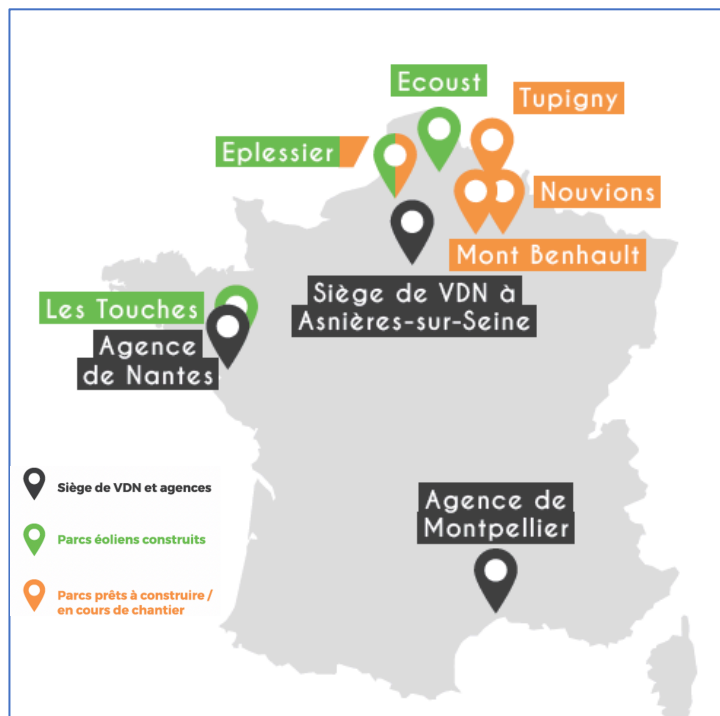 Ecoust
Tupigny
Eplessier
Nouvions
Mont Benhault
Siège de VDN à
Asnières-sur-Seine
Les Touches
Agence
de Nantes
Siège de VDN et agences
Parcs éoliens construits
Parcs prêts à construire /
en cours de chantier
Agence de
Montpellier